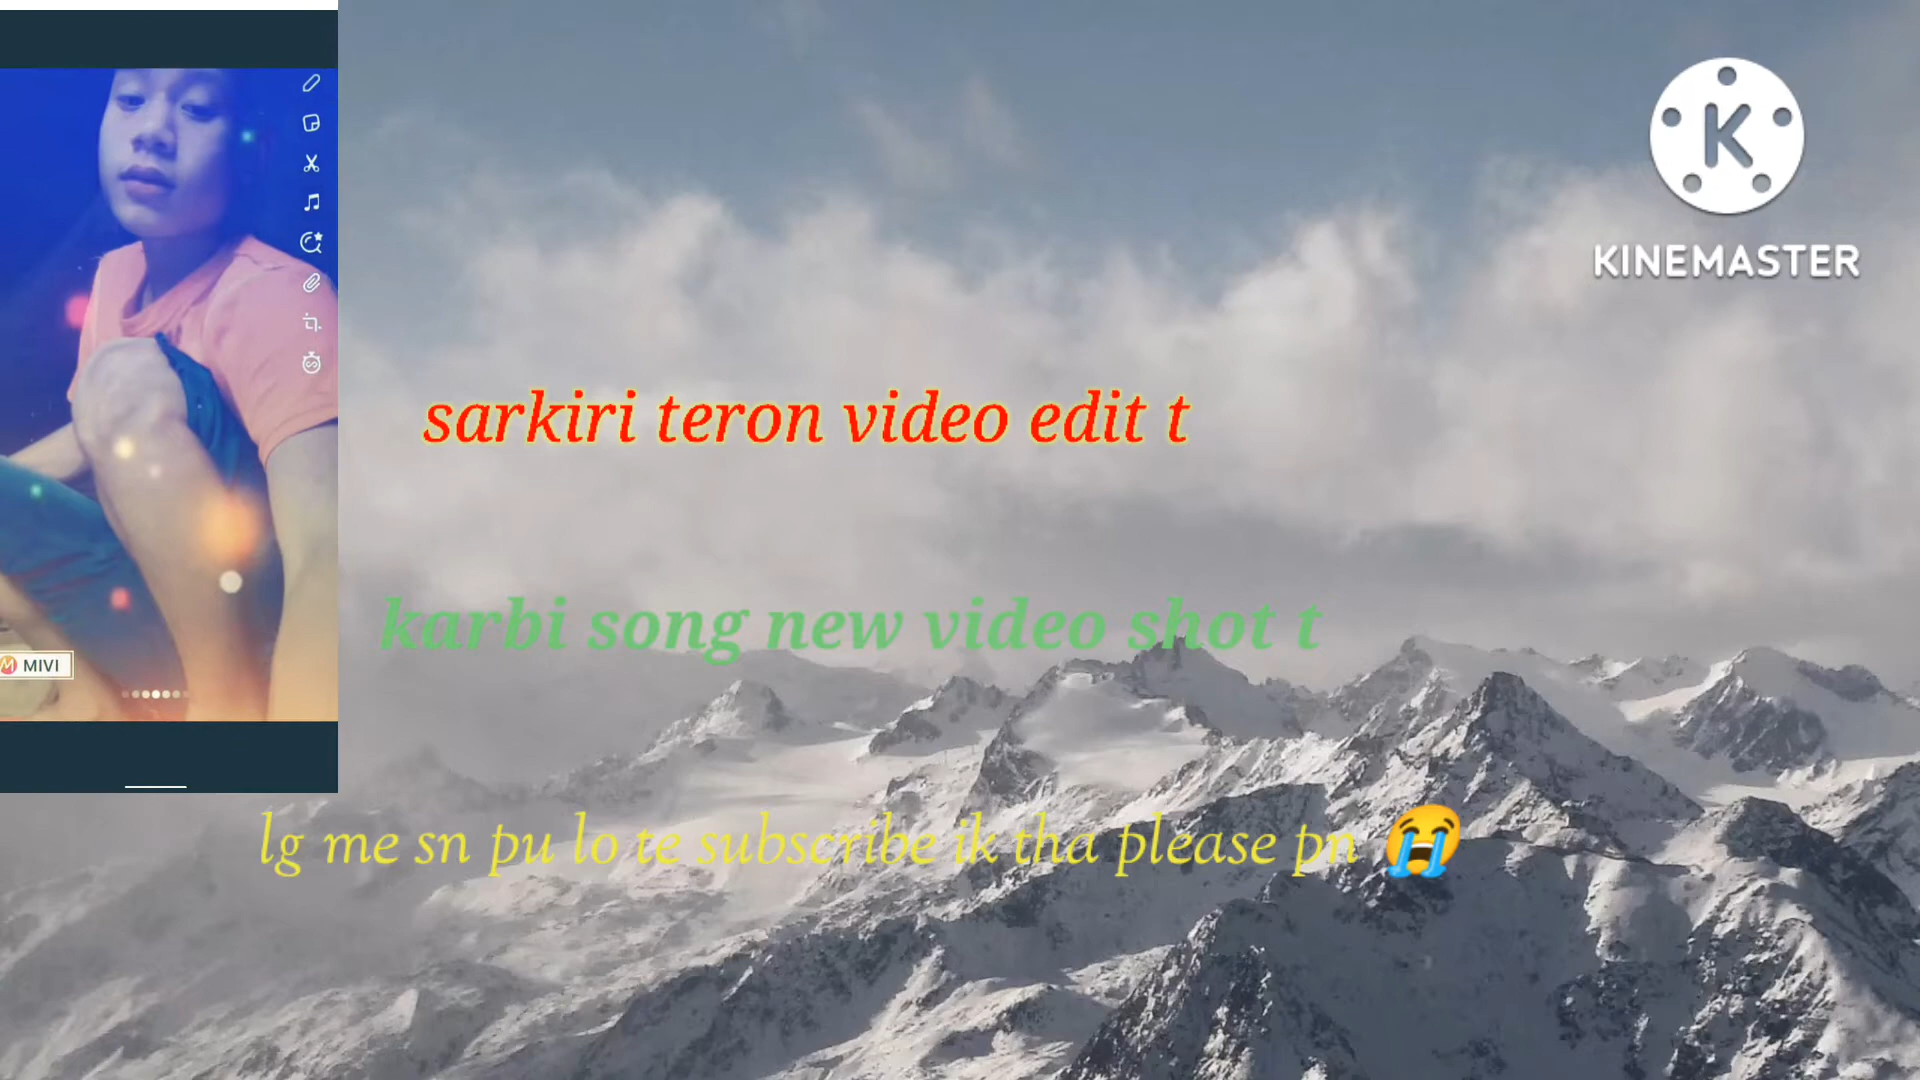 K
KINEMASTER
sarkiri teron video edit t
karbi song new video shot t
MIVI
lg me sn pu lo te subscribe ik tha please pn 😭